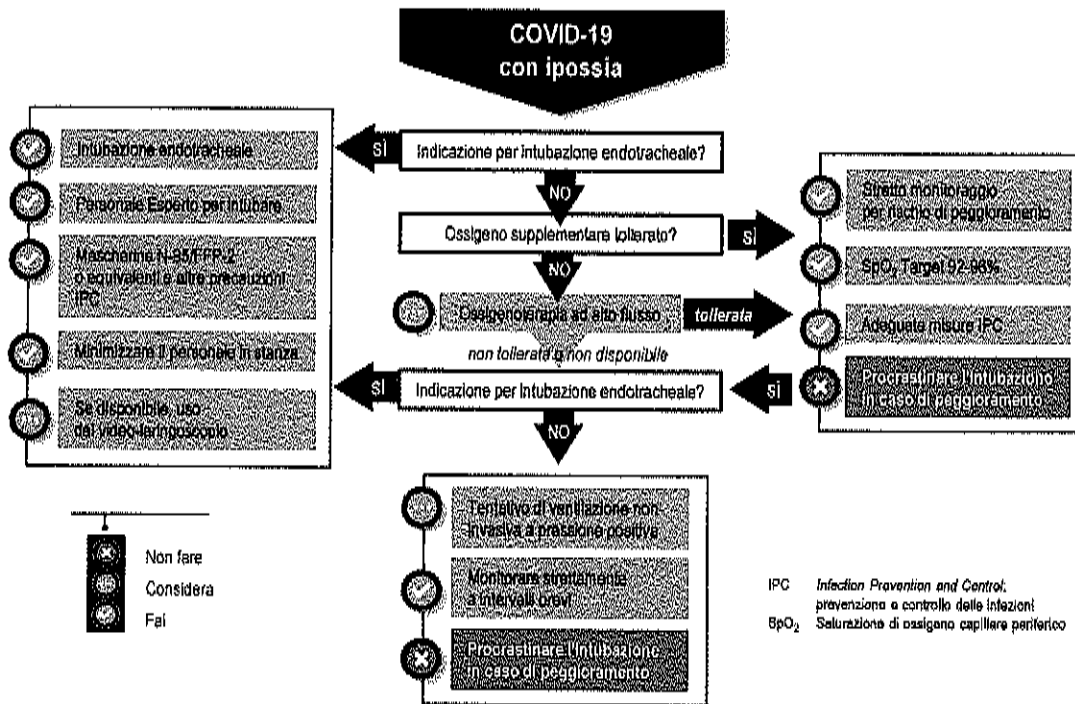 COVID-19
con ipossia
Indicazione per intubazione endotracheale?
SÌ
NO
Intubazione endotracheale
Personale Esperto per intubare
Mascherine N-95/FFP-2
o equivalenti e altre precauzioni
IPC
Minimizzare il personale in stanza
Se disponibile, uso
del video-laringoscopio
Ossigeno supplementare tollerato?
SÌ
NO
Stretto monitoraggio
per rischio di peggioramento
SpO₂ Target 92-96%
Adeguate misure IPC
Procrastinare l'intubazione
in caso di peggioramento
Ossigenoterapia ad alto flusso
tollerata
non tollerata o non disponibile
SÌ
Indicazione per intubazione endotracheale?
SÌ
NO
Tentativo di ventilazione non
invasiva a pressione positiva
Monitorare strettamente
a intervalli brevi
Procrastinare l'intubazione
in caso di peggioramento
Non fare
Considera
Fai
IPC Infection Prevention and Control:
prevenzione e controllo delle infezioni
SpO₂ Saturazione di ossigeno capillare periferico